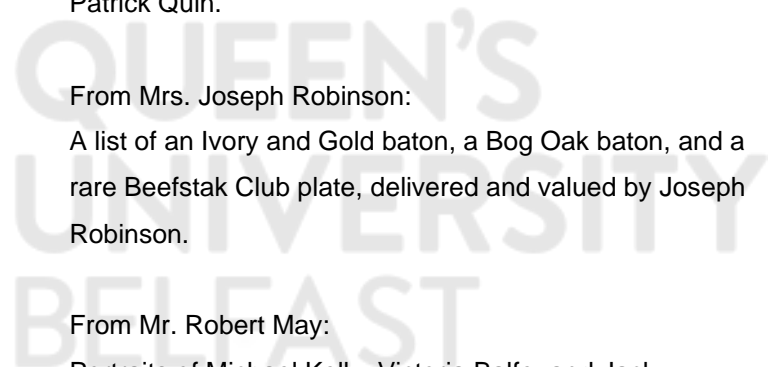 Patrick Quin.
QUEEN'S
From Mrs. Joseph Robinson:
A list of an Ivory and Gold baton, a Bog Oak baton, and a
rare Beefstak Club plate, delivered and valued by Joseph
UNIVERSITY
Robinson.
BELFAST
From Mr. Robert May: